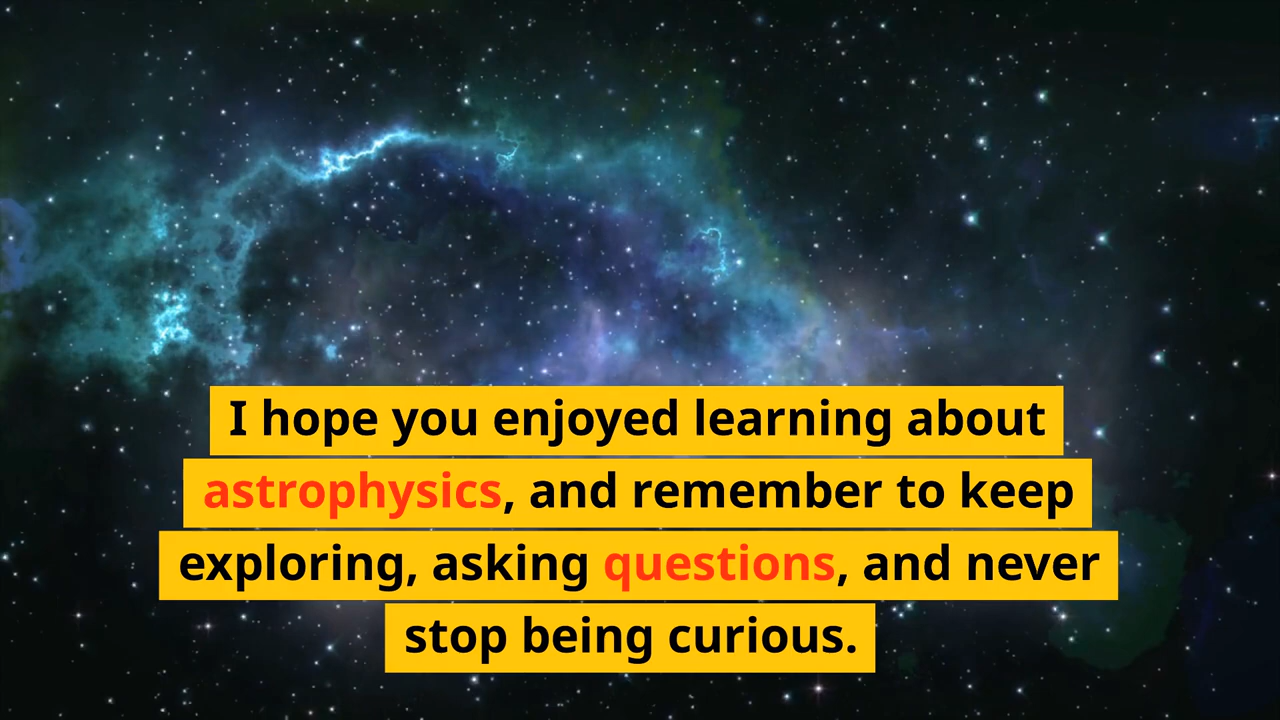 I hope you enjoyed learning about
astrophysics, and remember to keep
exploring, asking questions, and never
stop being curious.